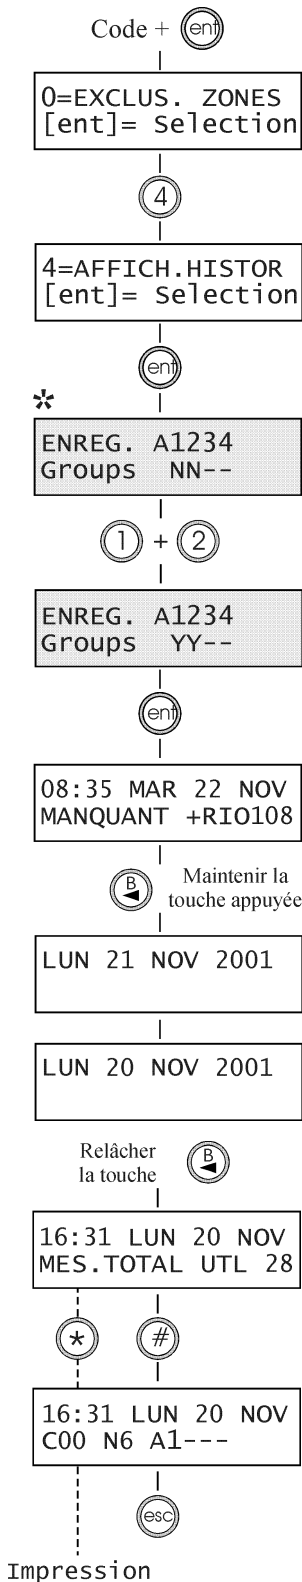 Code + ent
0=EXCLUS. ZONES
[ent]= Selection
4
4=AFFICH.HISTOR
[ent]= Selection
ent
*
ENREG. A1234
Groups NN--
1 + 2
ENREG. A1234
Groups YY--
ent
08:35 MAR 22 NOV
MANQUANT +RIO108
B Maintenir la
touche appuyée
LUN 21 NOV 2001
LUN 20 NOV 2001
Relâcher
la touche
B
16:31 LUN 20 NOV
MES.TOTAL UTL 28
* #
16:31 LUN 20 NOV
C00 N6 A1---
esc
Impression